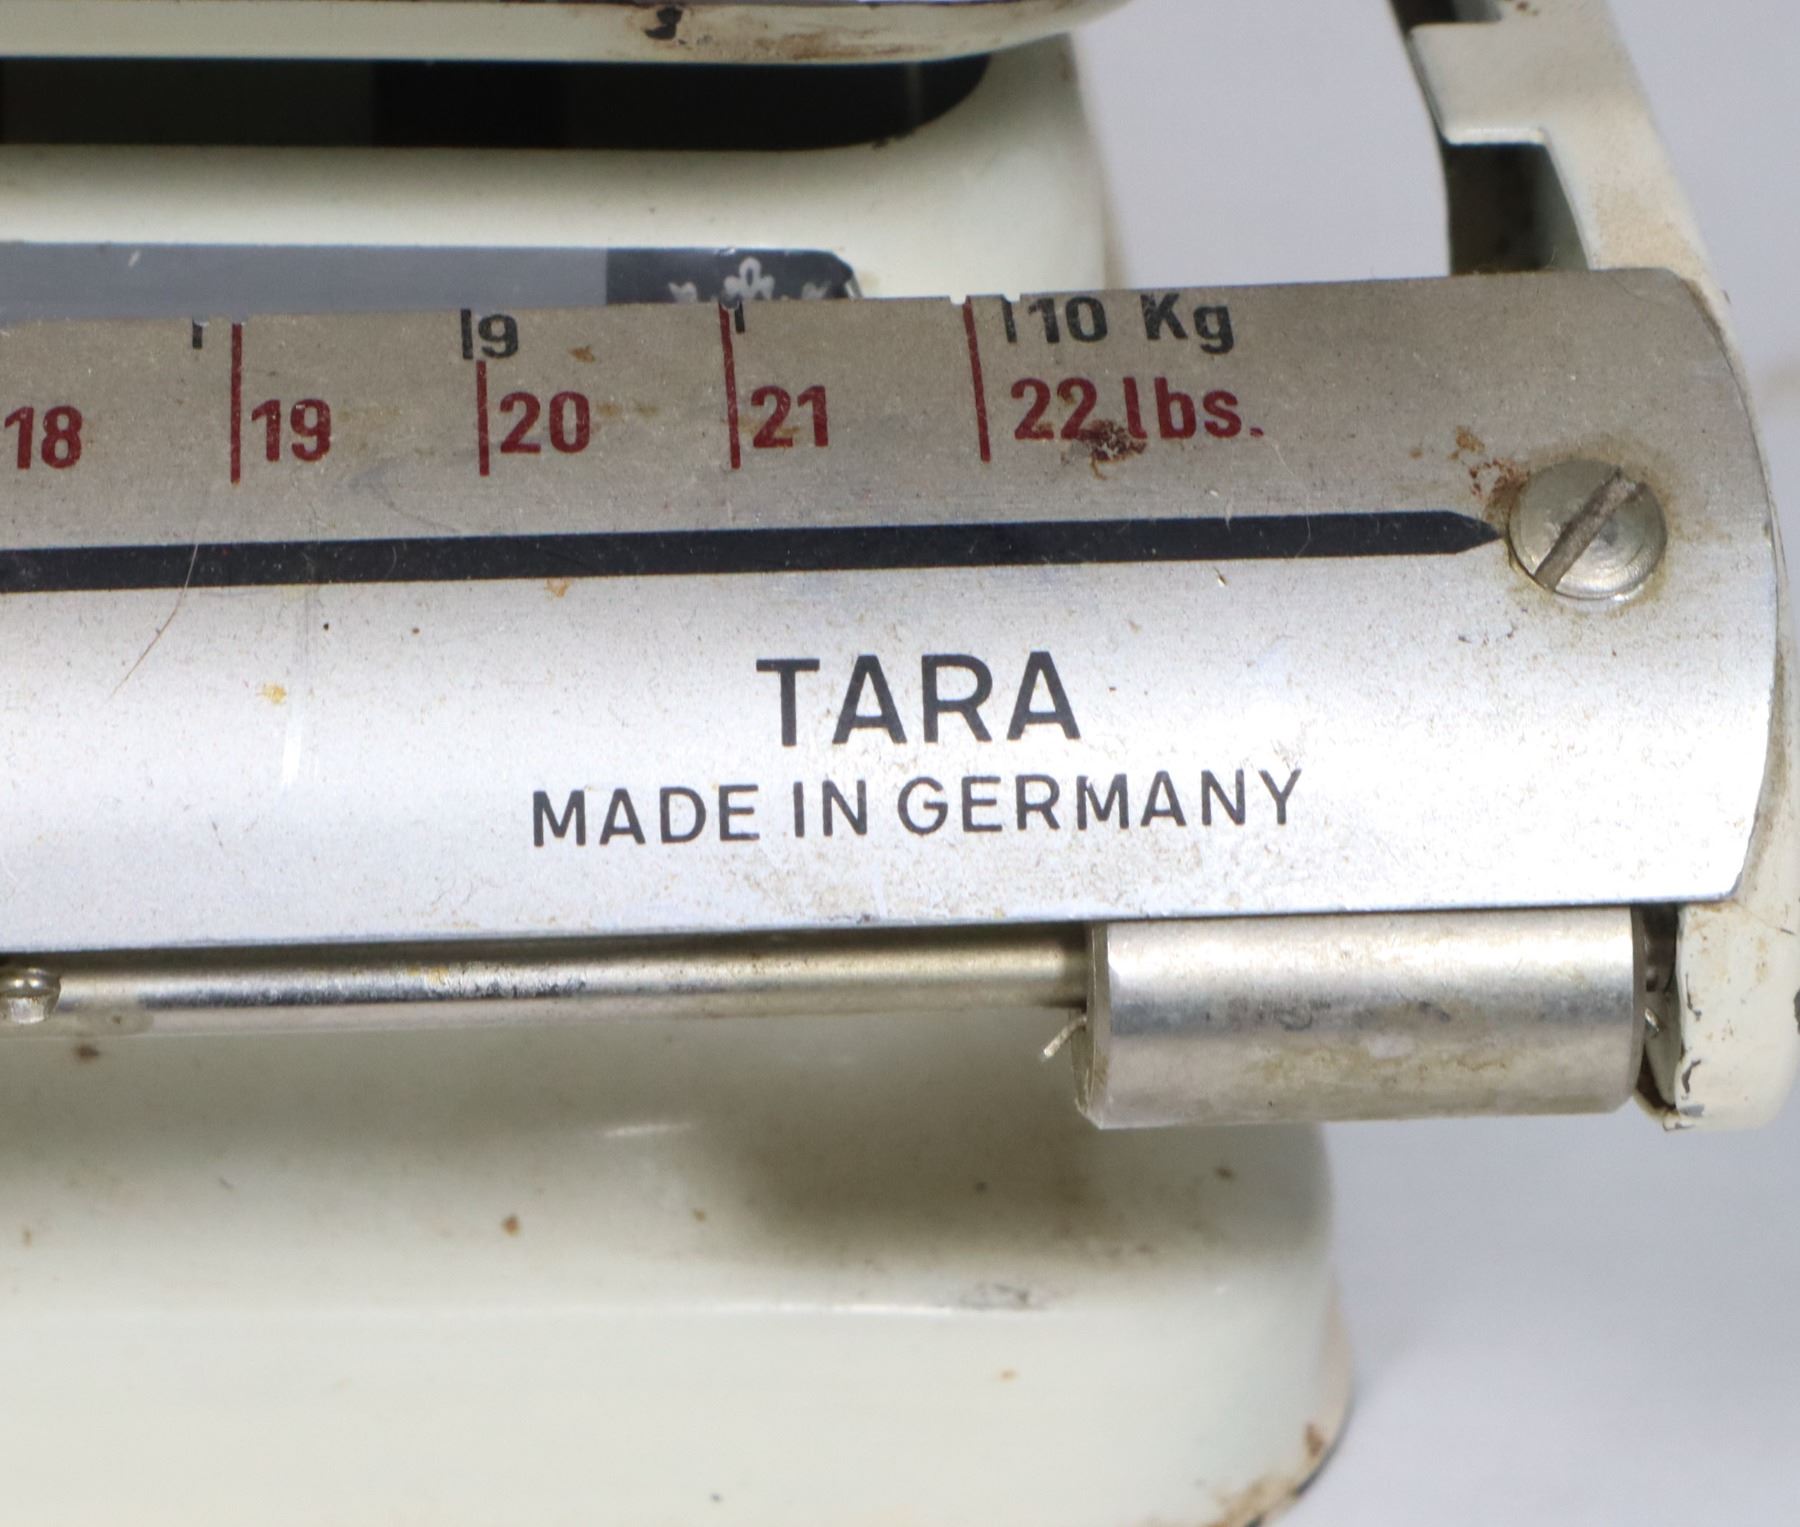 9 10 Kg
18 19 20 21 22 lbs.
TARA
MADE IN GERMANY